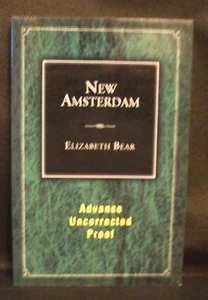 NEW
AMSTERDAM
ELIZABETH BEAR
Advance
Uncorrected
Proof